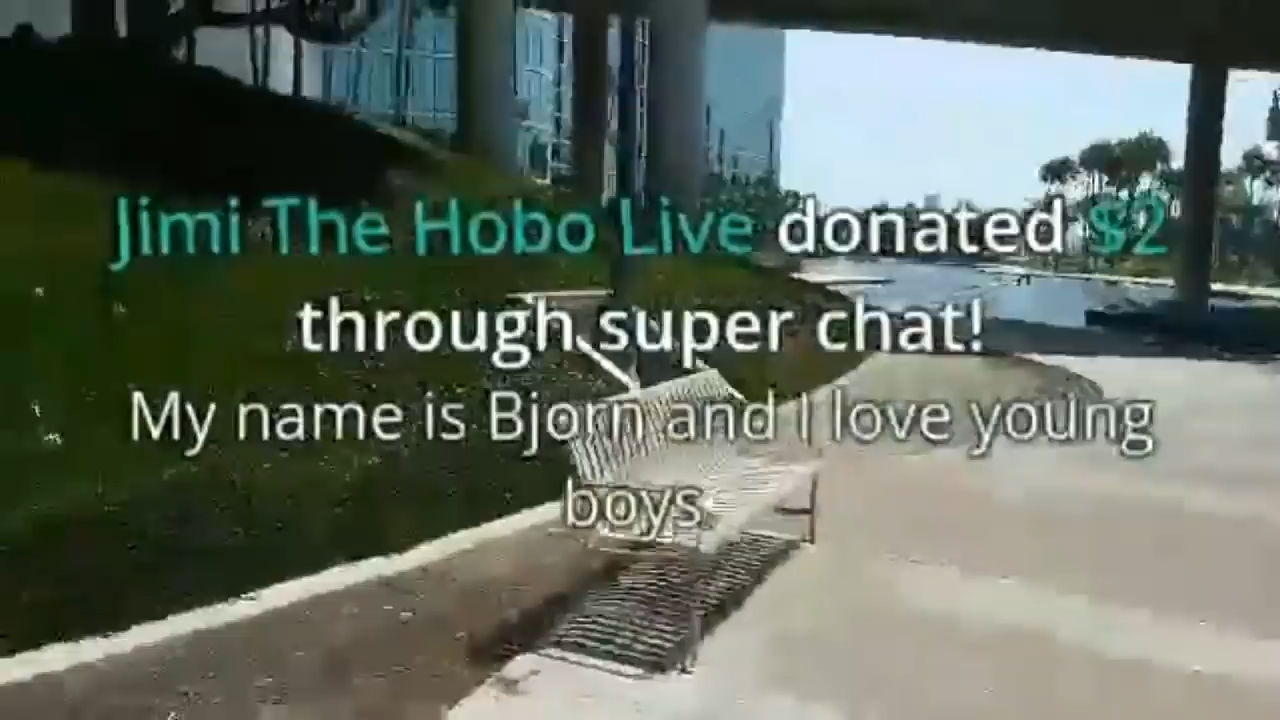 Jimi The Hobo Live donated $2
through super chat!
My name is Bjorn and I love young
boys